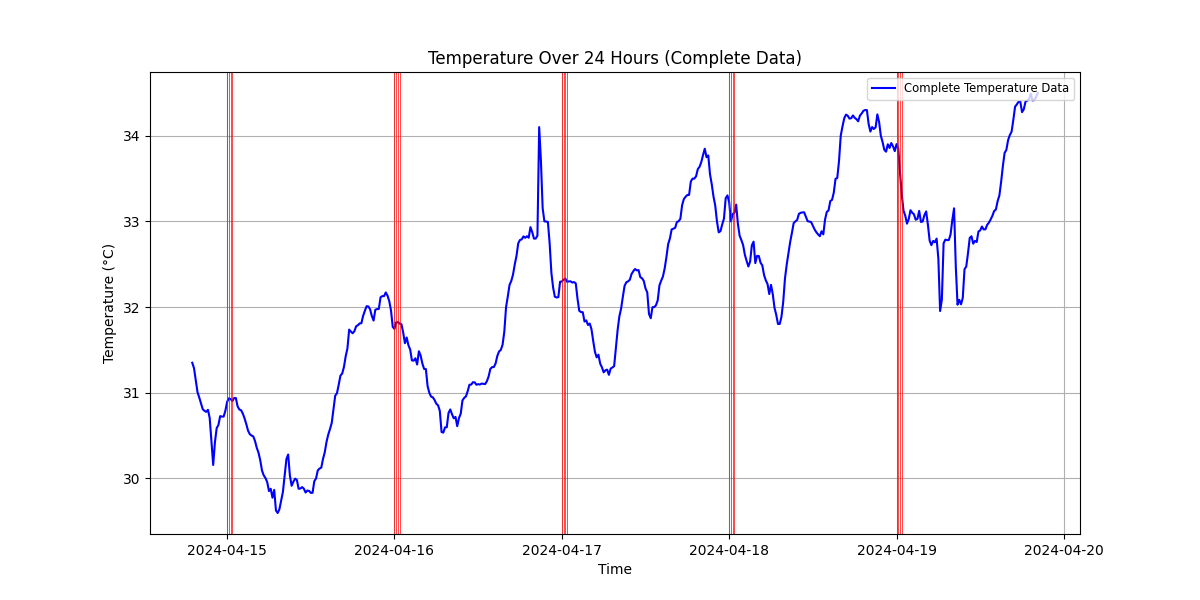 Temperature Over 24 Hours (Complete Data)
Complete Temperature Data
34
33
32
31
30
Temperature (°C)
2024-04-15 2024-04-16 2024-04-17 2024-04-18 2024-04-19 2024-04-20
Time